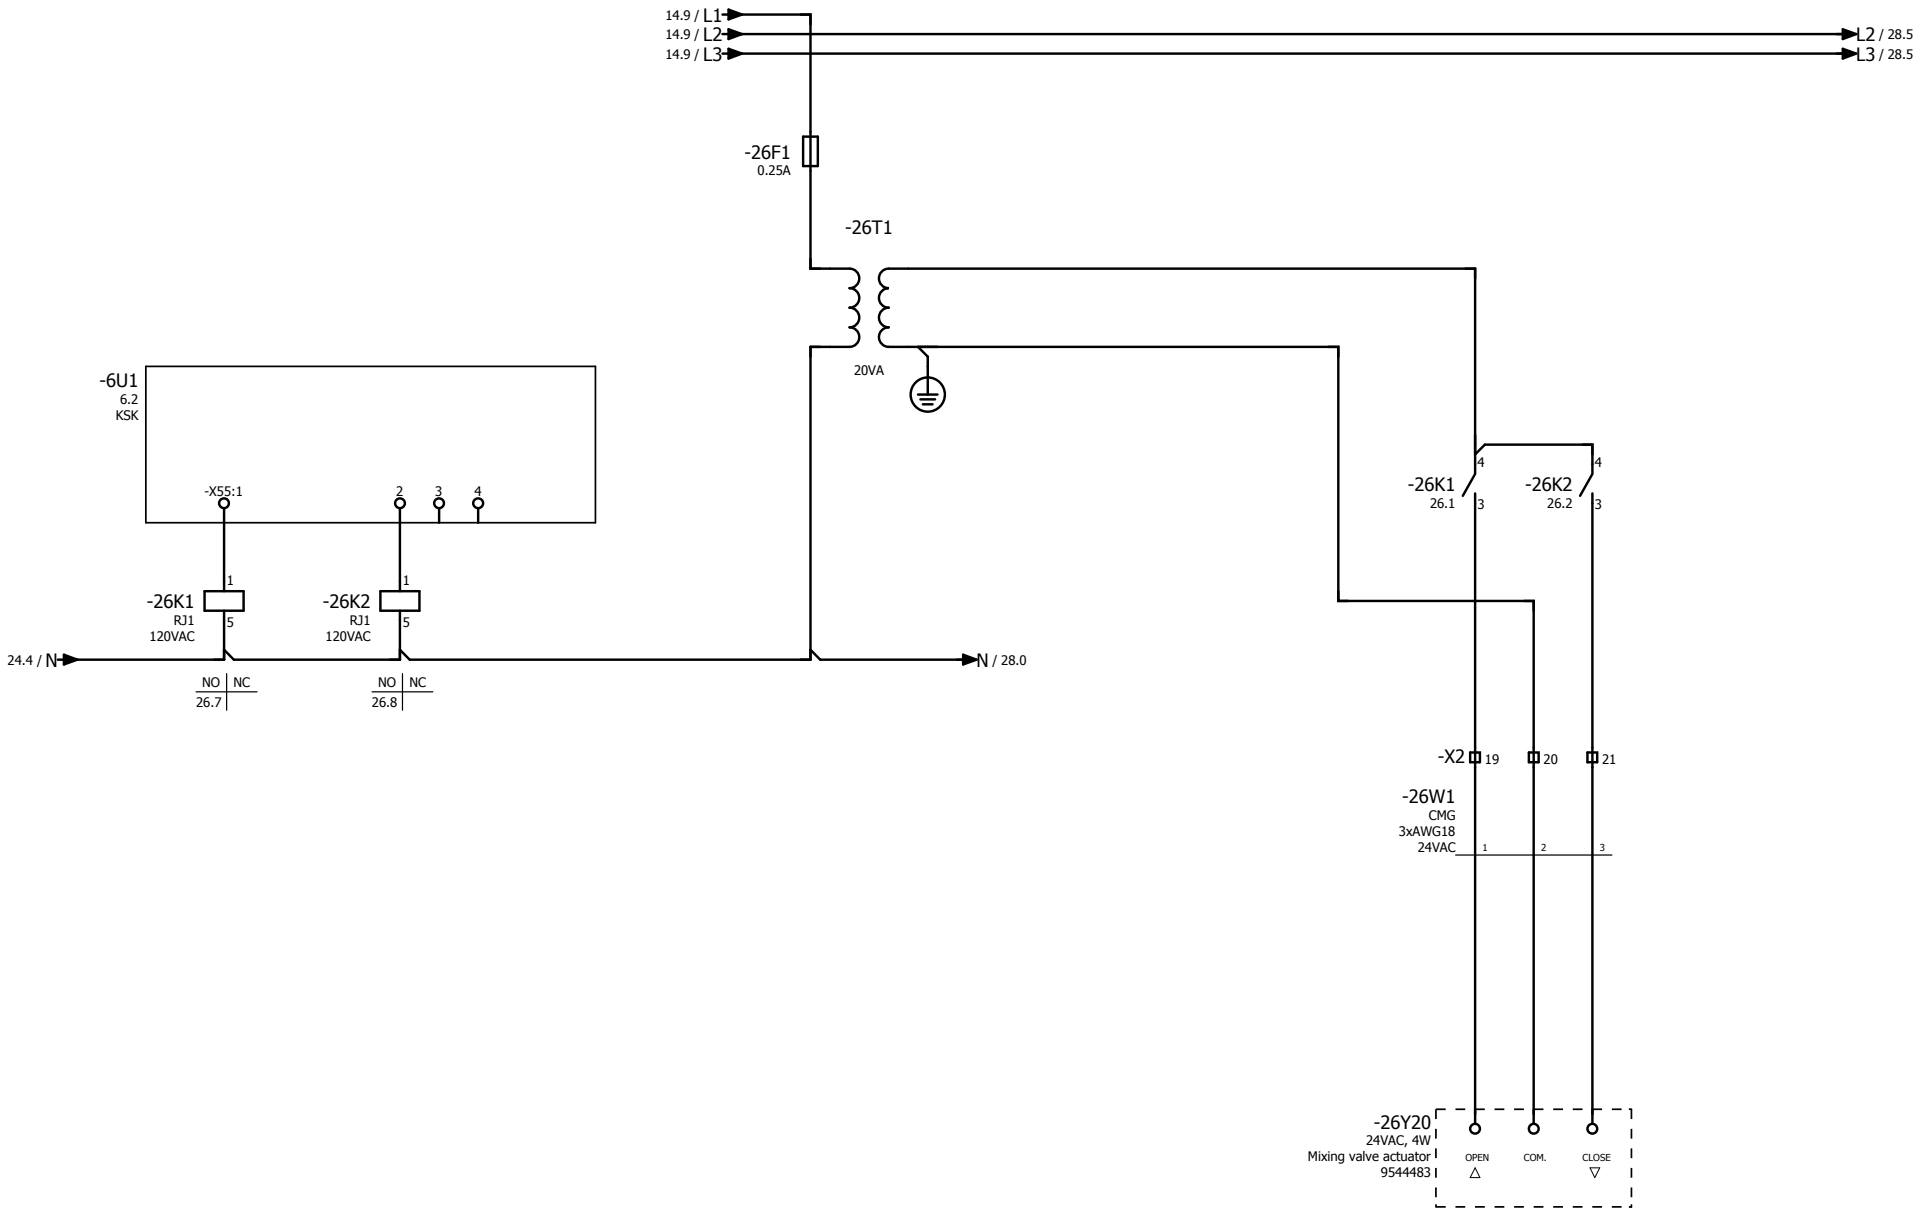 14.9 / L1
14.9 / L2
L2 / 28.5
14.9 / L3
L3 / 28.5
-26F1
0.25A
-26T1
20VA
-6U1
6.2
KSK
-X55:1
2
3
4
4
4
-26K1
26.1
3
-26K2
26.2
3
1
-26K1
RJ1
120VAC
5
1
-26K2
RJ1
120VAC
5
24.4 / N
N / 28.0
NO NC
26.7
NO NC
26.8
-X2
19
20
21
-26W1
CMG
3xAWG18
24VAC
1
2
3
-26Y20
24VAC, 4W
Mixing valve actuator
9544483
OPEN
COM.
CLOSE